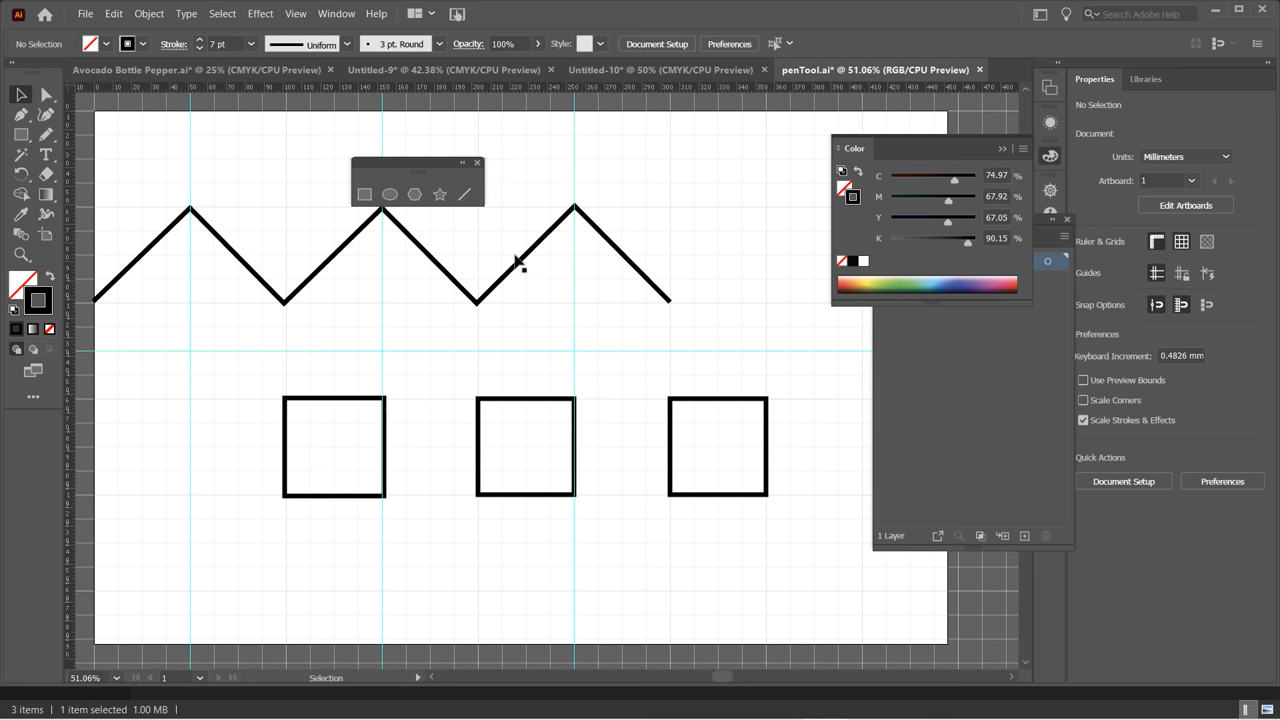 Ai File Edit Object Type Select Effect View Window Help Search Adobe Help
No Selection Stroke: 7 pt Uniform 3 pt. Round Opacity: 100% Style: Document Setup Preferences
Avocado Bottle Pepper.ai* @ 25% (CMYK/CPU Preview) × Untitled-9* @ 42.38% (CMYK/CPU Preview) × Untitled-10* @ 50% (CMYK/CPU Preview) × penTool.ai* @ 51.06% (RGB/CPU Preview) ×
Properties Libraries
No Selection
Document
Units: Millimeters
Artboard: 1
Edit Artboards
Ruler & Grids
Guides
Snap Options
Preferences
Keyboard Increment: 0.4826 mm
Use Preview Bounds
Scale Corners
Scale Strokes & Effects
Quick Actions
Document Setup Preferences
Color
C 74.97 %
M 67.92 %
Y 67.05 %
K 90.15 %
1 Layer
51.06% 1 Selection
3 items 1 item selected 1.00 MB